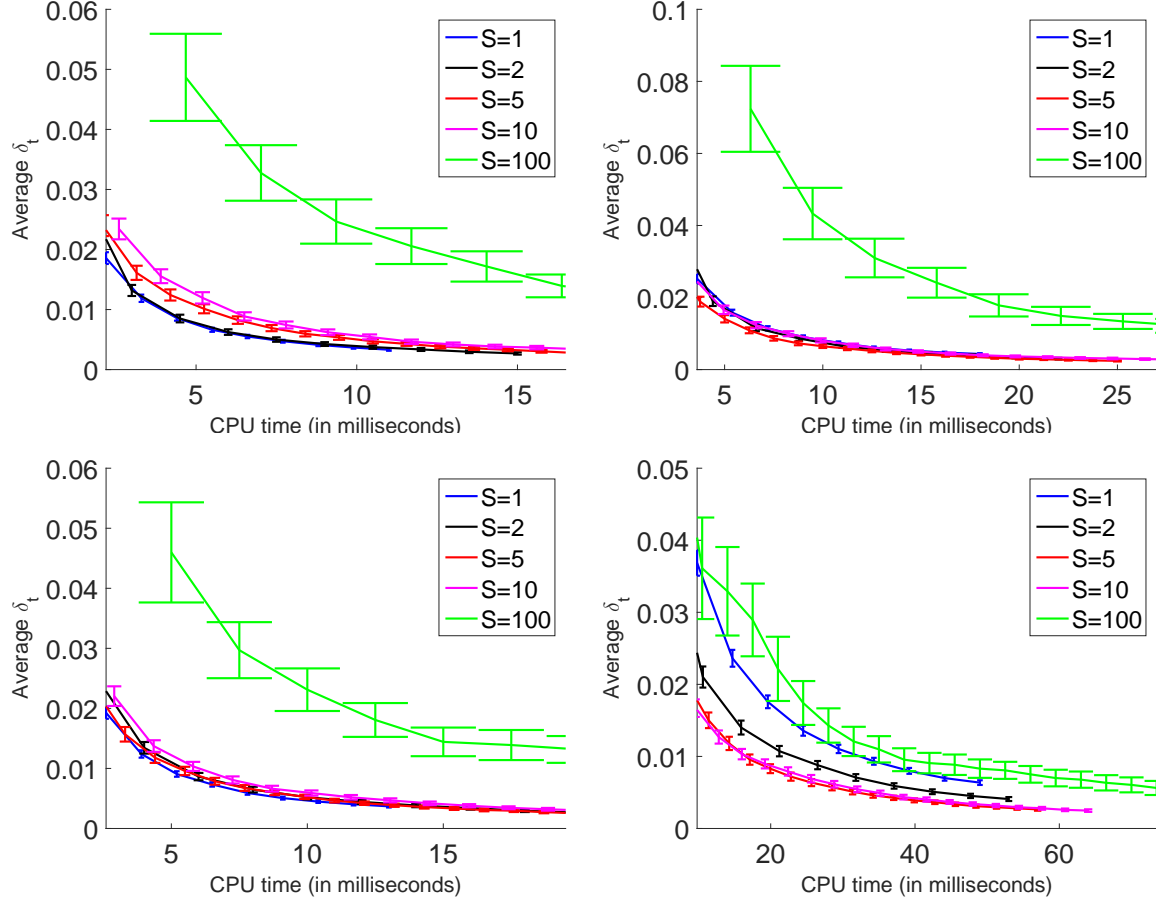 0.06
0.05
0.04
0.03
0.02
0.01
0
5
10
15
Average δt
CPU time (in milliseconds)
S=1
S=2
S=5
S=10
S=100
0.1
0.08
0.06
0.04
0.02
0
5
10
15
20
25
Average δt
CPU time (in milliseconds)
S=1
S=2
S=5
S=10
S=100
0.06
0.05
0.04
0.03
0.02
0.01
0
5
10
15
Average δt
CPU time (in milliseconds)
S=1
S=2
S=5
S=10
S=100
0.05
0.04
0.03
0.02
0.01
0
20
40
60
Average δt
CPU time (in milliseconds)
S=1
S=2
S=5
S=10
S=100